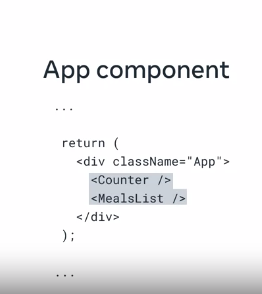 App component
...
return (
<div className="App">
<Counter />
<MealsList />
</div>
);
...